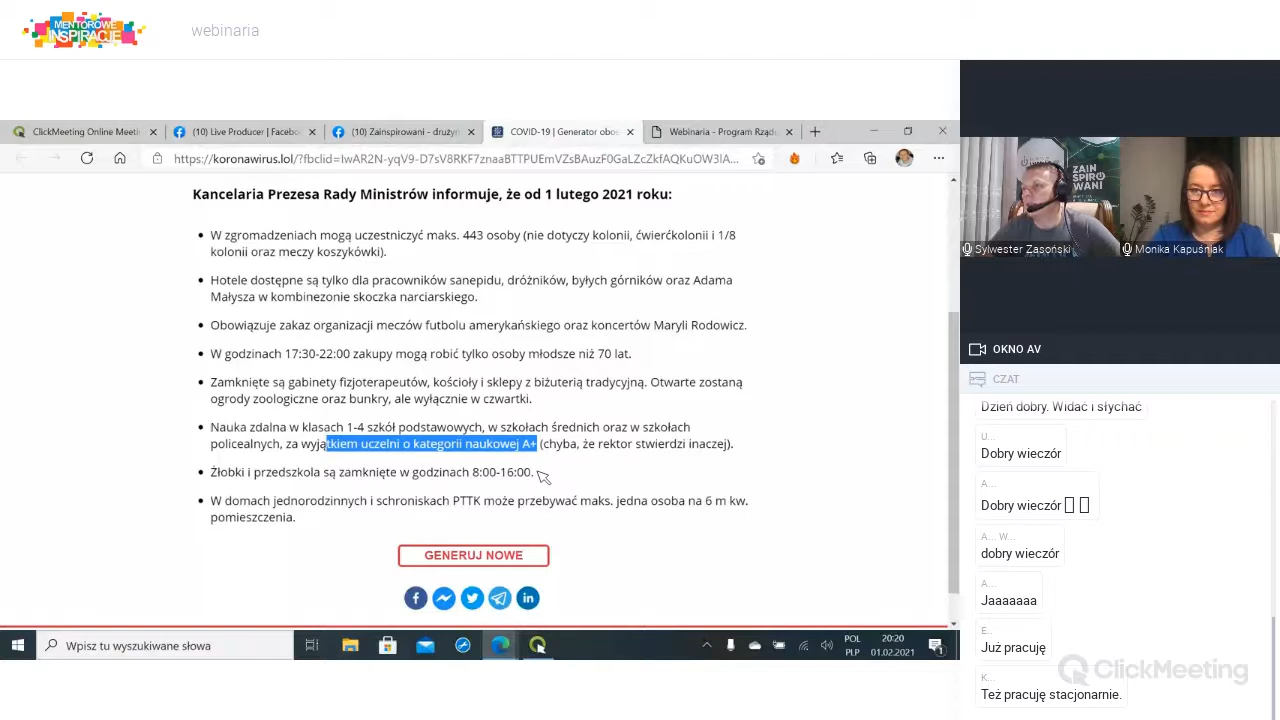 MENTOROWE
INSPIRACJE
webinaria
ClickMeeting Online Meeti
(10) Live Producer | Facebo
(10) Zainspirowani - drużyn
COVID-19 | Generator obos
Webinaria - Program Rządu
https://koronawirus.lol/?fbclid=IwAR2N-yqV9-D7sV8RKF7znaaBTTPUEmVZsBAuzF0GaLZcZkfAQKuOW3lA...
Kancelaria Prezesa Rady Ministrów informuje, że od 1 lutego 2021 roku:
W zgromadzeniach mogą uczestniczyć maks. 443 osoby (nie dotyczy kolonii, ćwierćkolonii i 1/8
kolonii oraz meczy koszykówki).
Hotele dostępne są tylko dla pracowników sanepidu, dróżników, byłych górników oraz Adama
Małysza w kombinezonie skoczka narciarskiego.
Obowiązuje zakaz organizacji meczów futbolu amerykańskiego oraz koncertów Maryli Rodowicz.
W godzinach 17:30-22:00 zakupy mogą robić tylko osoby młodsze niż 70 lat.
Zamknięte są gabinety fizjoterapeutów, kościoły i sklepy z biżuterią tradycyjną. Otwarte zostaną
ogrody zoologiczne oraz bunkry, ale wyłącznie w czwartki.
Nauka zdalna w klasach 1-4 szkół podstawowych, w szkołach średnich oraz w szkołach
policealnych, za wyjątkiem uczelni o kategorii naukowej A+ (chyba, że rektor stwierdzi inaczej).
Żłobki i przedszkola są zamknięte w godzinach 8:00-16:00.
W domach jednorodzinnych i schroniskach PTTK może przebywać maks. jedna osoba na 6 m kw.
pomieszczenia.
GENERUJ NOWE
Wpisz tu wyszukiwane słowa
POL
PLP
20:20
01.02.2021
1
ZAIN
SPIRO
WANI
Sylwester Zasoński
Monika Kapuśniak
OKNO AV
CZAT
Dzień dobry. Widać i słychać
U...
Dobry wieczór
A...
Dobry wieczór
A... W...
dobry wieczór
A...
Jaaaaaaa
E...
Już pracuję
K...
Też pracuję stacjonarnie.
ClickMeeting